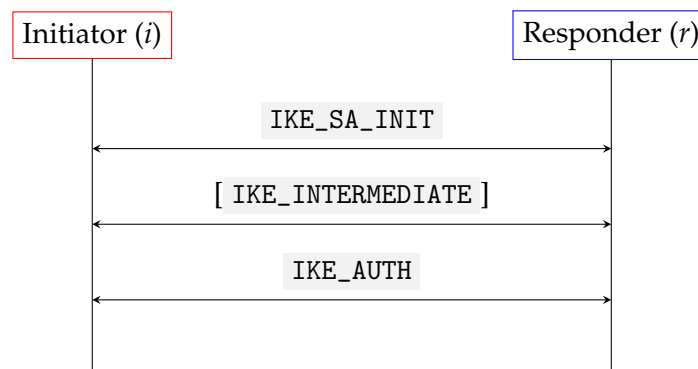 Initiator (i)
Responder (r)
IKE_SA_INIT
[ IKE_INTERMEDIATE ]
IKE_AUTH